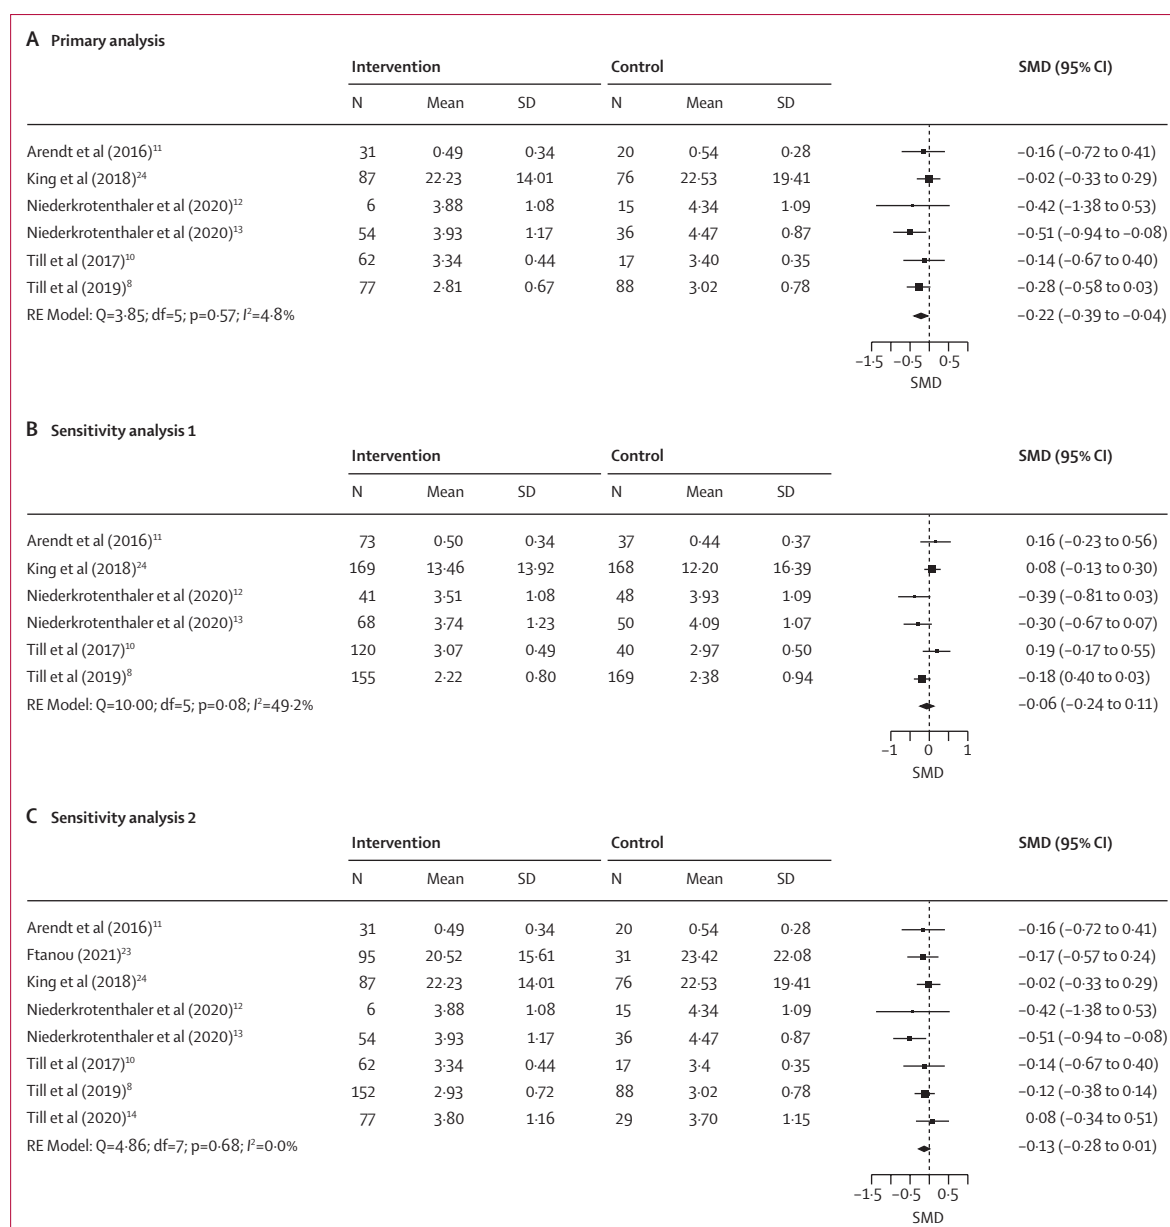 A Primary analysis
Intervention Control SMD (95% CI)
N Mean SD N Mean SD
Arendt et al (2016)¹¹ 31 0·49 0·34 20 0·54 0·28 −0·16 (−0·72 to 0·41)
King et al (2018)²⁴ 87 22·23 14·01 76 22·53 19·41 −0·02 (−0·33 to 0·29)
Niederkrotenthaler et al (2020)¹² 6 3·88 1·08 15 4·34 1·09 −0·42 (−1·38 to 0·53)
Niederkrotenthaler et al (2020)¹³ 54 3·93 1·17 36 4·47 0·87 −0·51 (−0·94 to −0·08)
Till et al (2017)¹⁰ 62 3·34 0·44 17 3·40 0·35 −0·14 (−0·67 to 0·40)
Till et al (2019)⁸ 77 2·81 0·67 88 3·02 0·78 −0·28 (−0·58 to 0·03)
RE Model: Q=3·85; df=5; p=0·57; I²=4·8% −0·22 (−0·39 to −0·04)
−1·5 −0·5 0·5
SMD
B Sensitivity analysis 1
Intervention Control SMD (95% CI)
N Mean SD N Mean SD
Arendt et al (2016)¹¹ 73 0·50 0·34 37 0·44 0·37 0·16 (−0·23 to 0·56)
King et al (2018)²⁴ 169 13·46 13·92 168 12·20 16·39 0·08 (−0·13 to 0·30)
Niederkrotenthaler et al (2020)¹² 41 3·51 1·08 48 3·93 1·09 −0·39 (−0·81 to 0·03)
Niederkrotenthaler et al (2020)¹³ 68 3·74 1·23 50 4·09 1·07 −0·30 (−0·67 to 0·07)
Till et al (2017)¹⁰ 120 3·07 0·49 40 2·97 0·50 0·19 (−0·17 to 0·55)
Till et al (2019)⁸ 155 2·22 0·80 169 2·38 0·94 −0·18 (0·40 to 0·03)
RE Model: Q=10·00; df=5; p=0·08; I²=49·2% −0·06 (−0·24 to 0·11)
−1 0 1
SMD
C Sensitivity analysis 2
Intervention Control SMD (95% CI)
N Mean SD N Mean SD
Arendt et al (2016)¹¹ 31 0·49 0·34 20 0·54 0·28 −0·16 (−0·72 to 0·41)
Ftanou (2021)²³ 95 20·52 15·61 31 23·42 22·08 −0·17 (−0·57 to 0·24)
King et al (2018)²⁴ 87 22·23 14·01 76 22·53 19·41 −0·02 (−0·33 to 0·29)
Niederkrotenthaler et al (2020)¹² 6 3·88 1·08 15 4·34 1·09 −0·42 (−1·38 to 0·53)
Niederkrotenthaler et al (2020)¹³ 54 3·93 1·17 36 4·47 0·87 −0·51 (−0·94 to −0·08)
Till et al (2017)¹⁰ 62 3·34 0·44 17 3·4 0·35 −0·14 (−0·67 to 0·40)
Till et al (2019)⁸ 152 2·93 0·72 88 3·02 0·78 −0·12 (−0·38 to 0·14)
Till et al (2020)¹⁴ 77 3·80 1·16 29 3·70 1·15 0·08 (−0·34 to 0·51)
RE Model: Q=4·86; df=7; p=0·68; I²=0·0% −0·13 (−0·28 to 0·01)
−1·5 −0·5 0·5
SMD